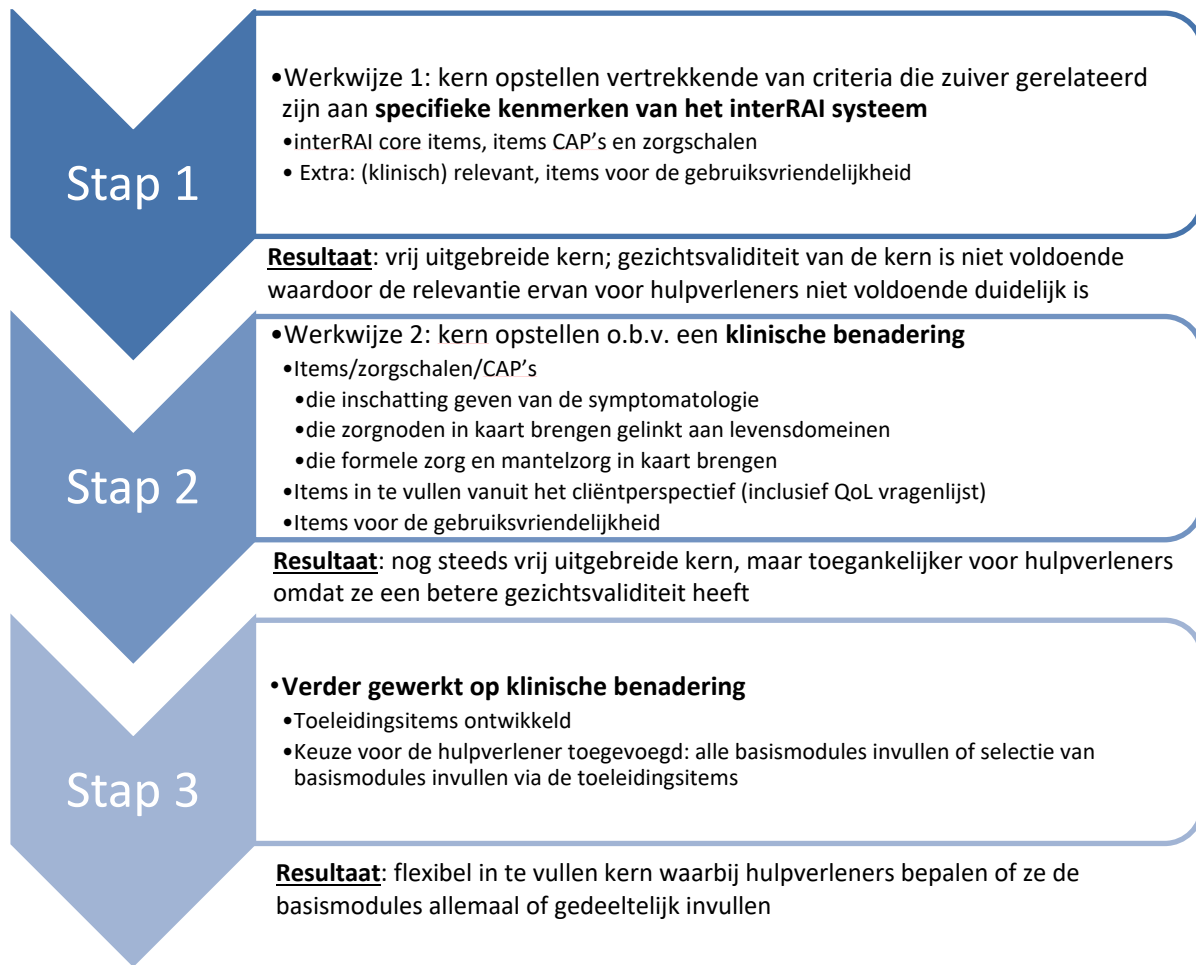 Stap 1
•Werkwijze 1: kern opstellen vertrekkende van criteria die zuiver gerelateerd
zijn aan specifieke kenmerken van het interRAI systeem
•interRAI core items, items CAP's en zorgschalen
• Extra: (klinisch) relevant, items voor de gebruiksvriendelijkheid
Resultaat: vrij uitgebreide kern; gezichtsvaliditeit van de kern is niet voldoende
waardoor de relevantie ervan voor hulpverleners niet voldoende duidelijk is
Stap 2
•Werkwijze 2: kern opstellen o.b.v. een klinische benadering
•Items/zorgschalen/CAP's
•die inschatting geven van de symptomatologie
•die zorgnoden in kaart brengen gelinkt aan levensdomeinen
•die formele zorg en mantelzorg in kaart brengen
•Items in te vullen vanuit het cliëntperspectief (inclusief QoL vragenlijst)
•Items voor de gebruiksvriendelijkheid
Resultaat: nog steeds vrij uitgebreide kern, maar toegankelijker voor hulpverleners
omdat ze een betere gezichtsvaliditeit heeft
Stap 3
•Verder gewerkt op klinische benadering
•Toeleidingsitems ontwikkeld
•Keuze voor de hulpverlener toegevoegd: alle basismodules invullen of selectie van
basismodules invullen via de toeleidingsitems
Resultaat: flexibel in te vullen kern waarbij hulpverleners bepalen of ze de
basismodules allemaal of gedeeltelijk invullen